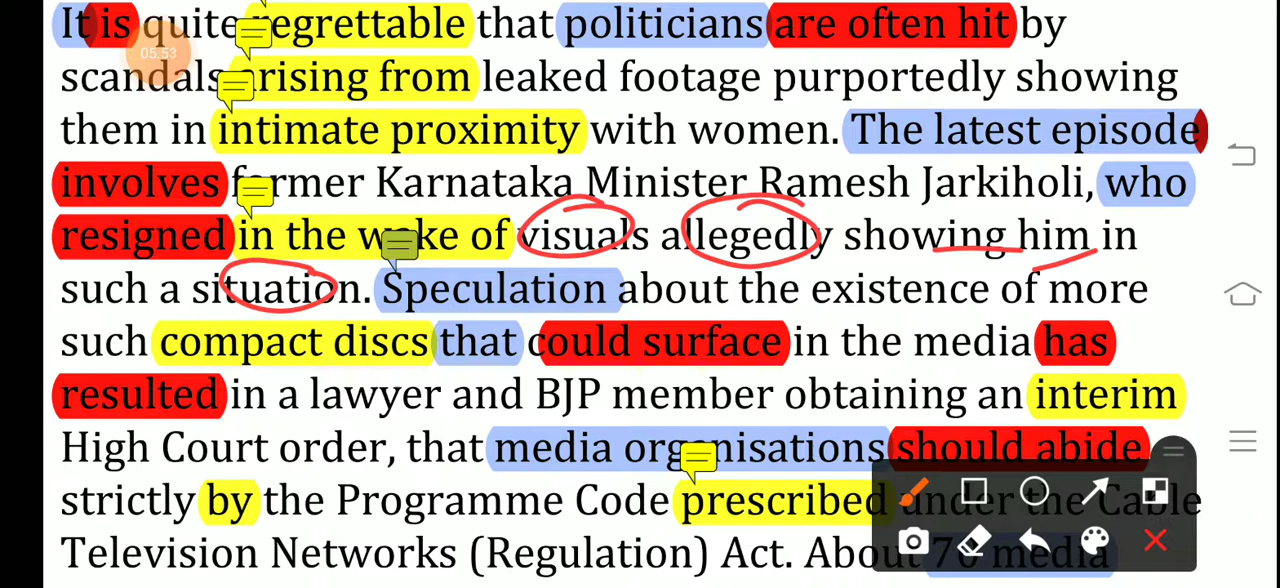 It is quite regrettable that politicians are often hit by
scandals arising from leaked footage purportedly showing
them in intimate proximity with women. The latest episode
involves former Karnataka Minister Ramesh Jarkiholi, who
resigned in the wake of visuals allegedly showing him in
such a situation. Speculation about the existence of more
such compact discs that could surface in the media has
resulted in a lawyer and BJP member obtaining an interim
High Court order, that media organisations should abide
strictly by the Programme Code prescribed under the Cable
Television Networks (Regulation) Act. About 70 media
05:53